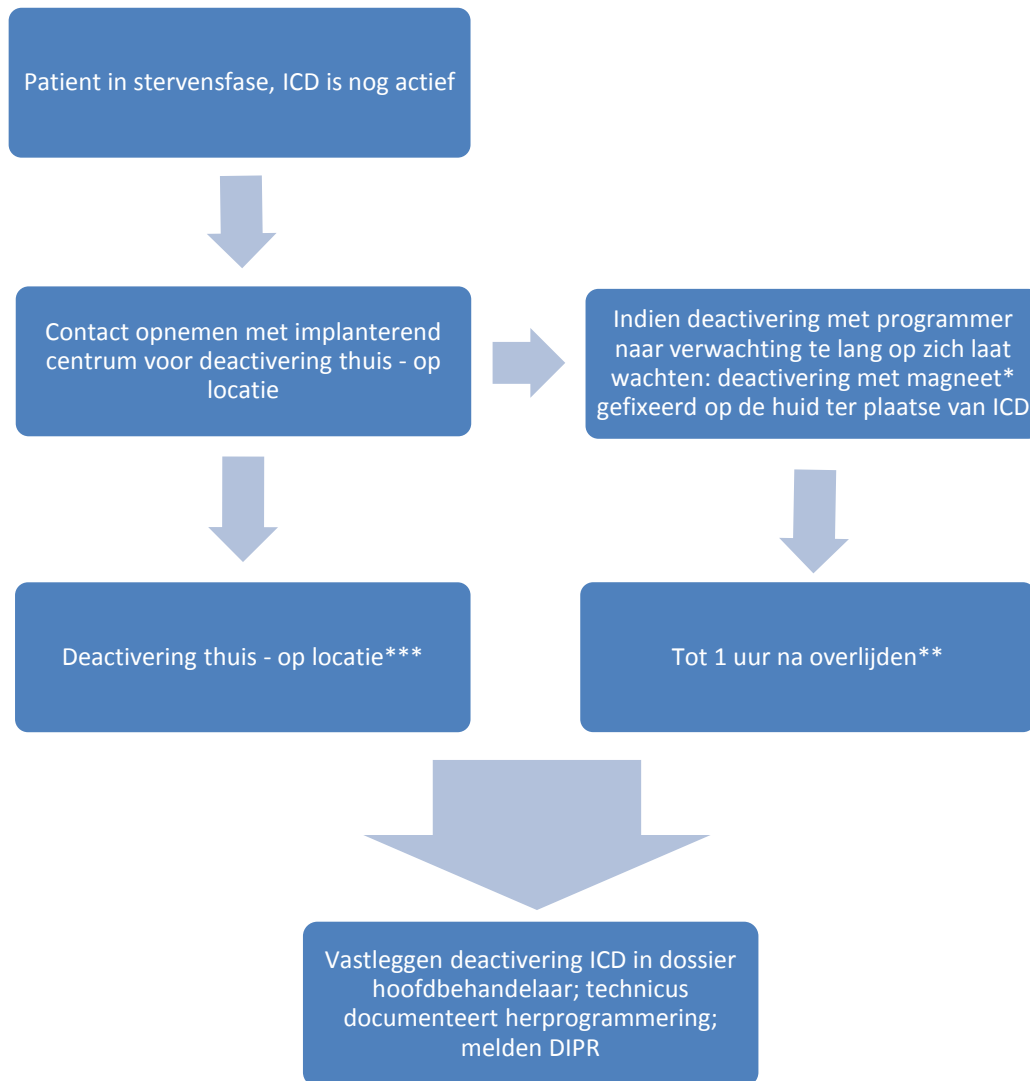 Patient in stervensfase, ICD is nog actief
Contact opnemen met implanterend
centrum voor deactivering thuis - op
locatie
Indien deactivering met programmer
naar verwachting te lang op zich laat
wachten: deactivering met magneet*
gefixeerd op de huid ter plaatse van ICD
Deactivering thuis - op locatie***
Tot 1 uur na overlijden**
Vastleggen deactivering ICD in dossier
hoofdbehandelaar; technicus
documenteert herprogrammering;
melden DIPR